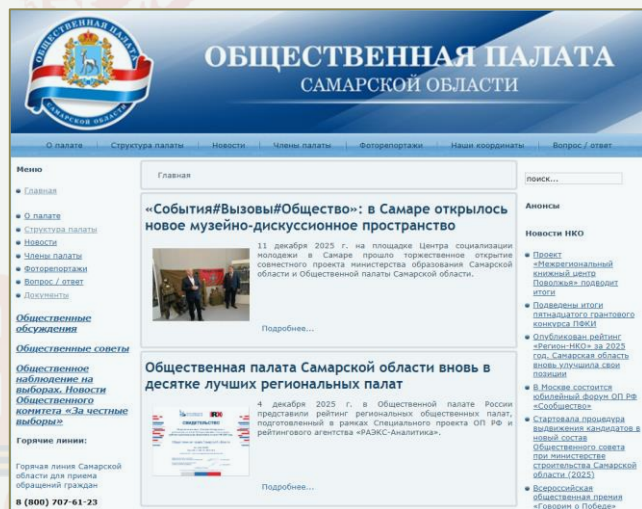 ОБЩЕСТВЕННАЯ ПАЛАТА
САМАРСКОЙ ОБЛАСТИ
ОБЩЕСТВЕННАЯ ПАЛАТА
САМАРСКОЙ ОБЛАСТИ
О палате
Структура палаты
Новости
Члены палаты
Фоторепортажи
Наши координаты
Вопрос / ответ
Меню
Главная
О палате
Структура палаты
Новости
Члены палаты
Фоторепортажи
Вопрос / ответ
Документы
Общественные
обсуждения
Общественные советы
Общественное
наблюдение на
выборах. Новости
Общественного
комитета «За честные
выборы»
Горячие линии:
Горячая линия Самарской
области для приема
обращений граждан
8 (800) 707-61-23
Главная
«События#Вызовы#Общество»: в Самаре открылось
новое музейно-дискуссионное пространство
11 декабря 2025 г. на площадке Центра социализации
молодежи в Самаре прошло торжественное открытие
совместного проекта министерства образования Самарской
области и Общественной палаты Самарской области.
Подробнее...
Общественная палата Самарской области вновь в
десятке лучших региональных палат
СВИДЕТЕЛЬСТВО
4 декабря 2025 г. в Общественной палате России
представили рейтинг региональных общественных палат,
подготовленный в рамках Специального проекта ОП РФ и
рейтингового агентства «РАЭКС-Аналитика».
Подробнее...
поиск...
Анонсы
Новости НКО
Проект
«Межрегиональный
книжный центр
Поволжья» подводит
итоги
Подведены итоги
пятнадцатого грантового
конкурса ПФКИ
Опубликован рейтинг
«Регион-НКО» за 2025
год. Самарская область
вновь улучшила свои
позиции
В Москве состоится
юбилейный форум ОП РФ
«Сообщество»
Стартовала процедура
выдвижения кандидатов в
новый состав
Общественного совета
при министерстве
строительства Самарской
области (2025)
Всероссийская
общественная премия
«Говорим о Победе»